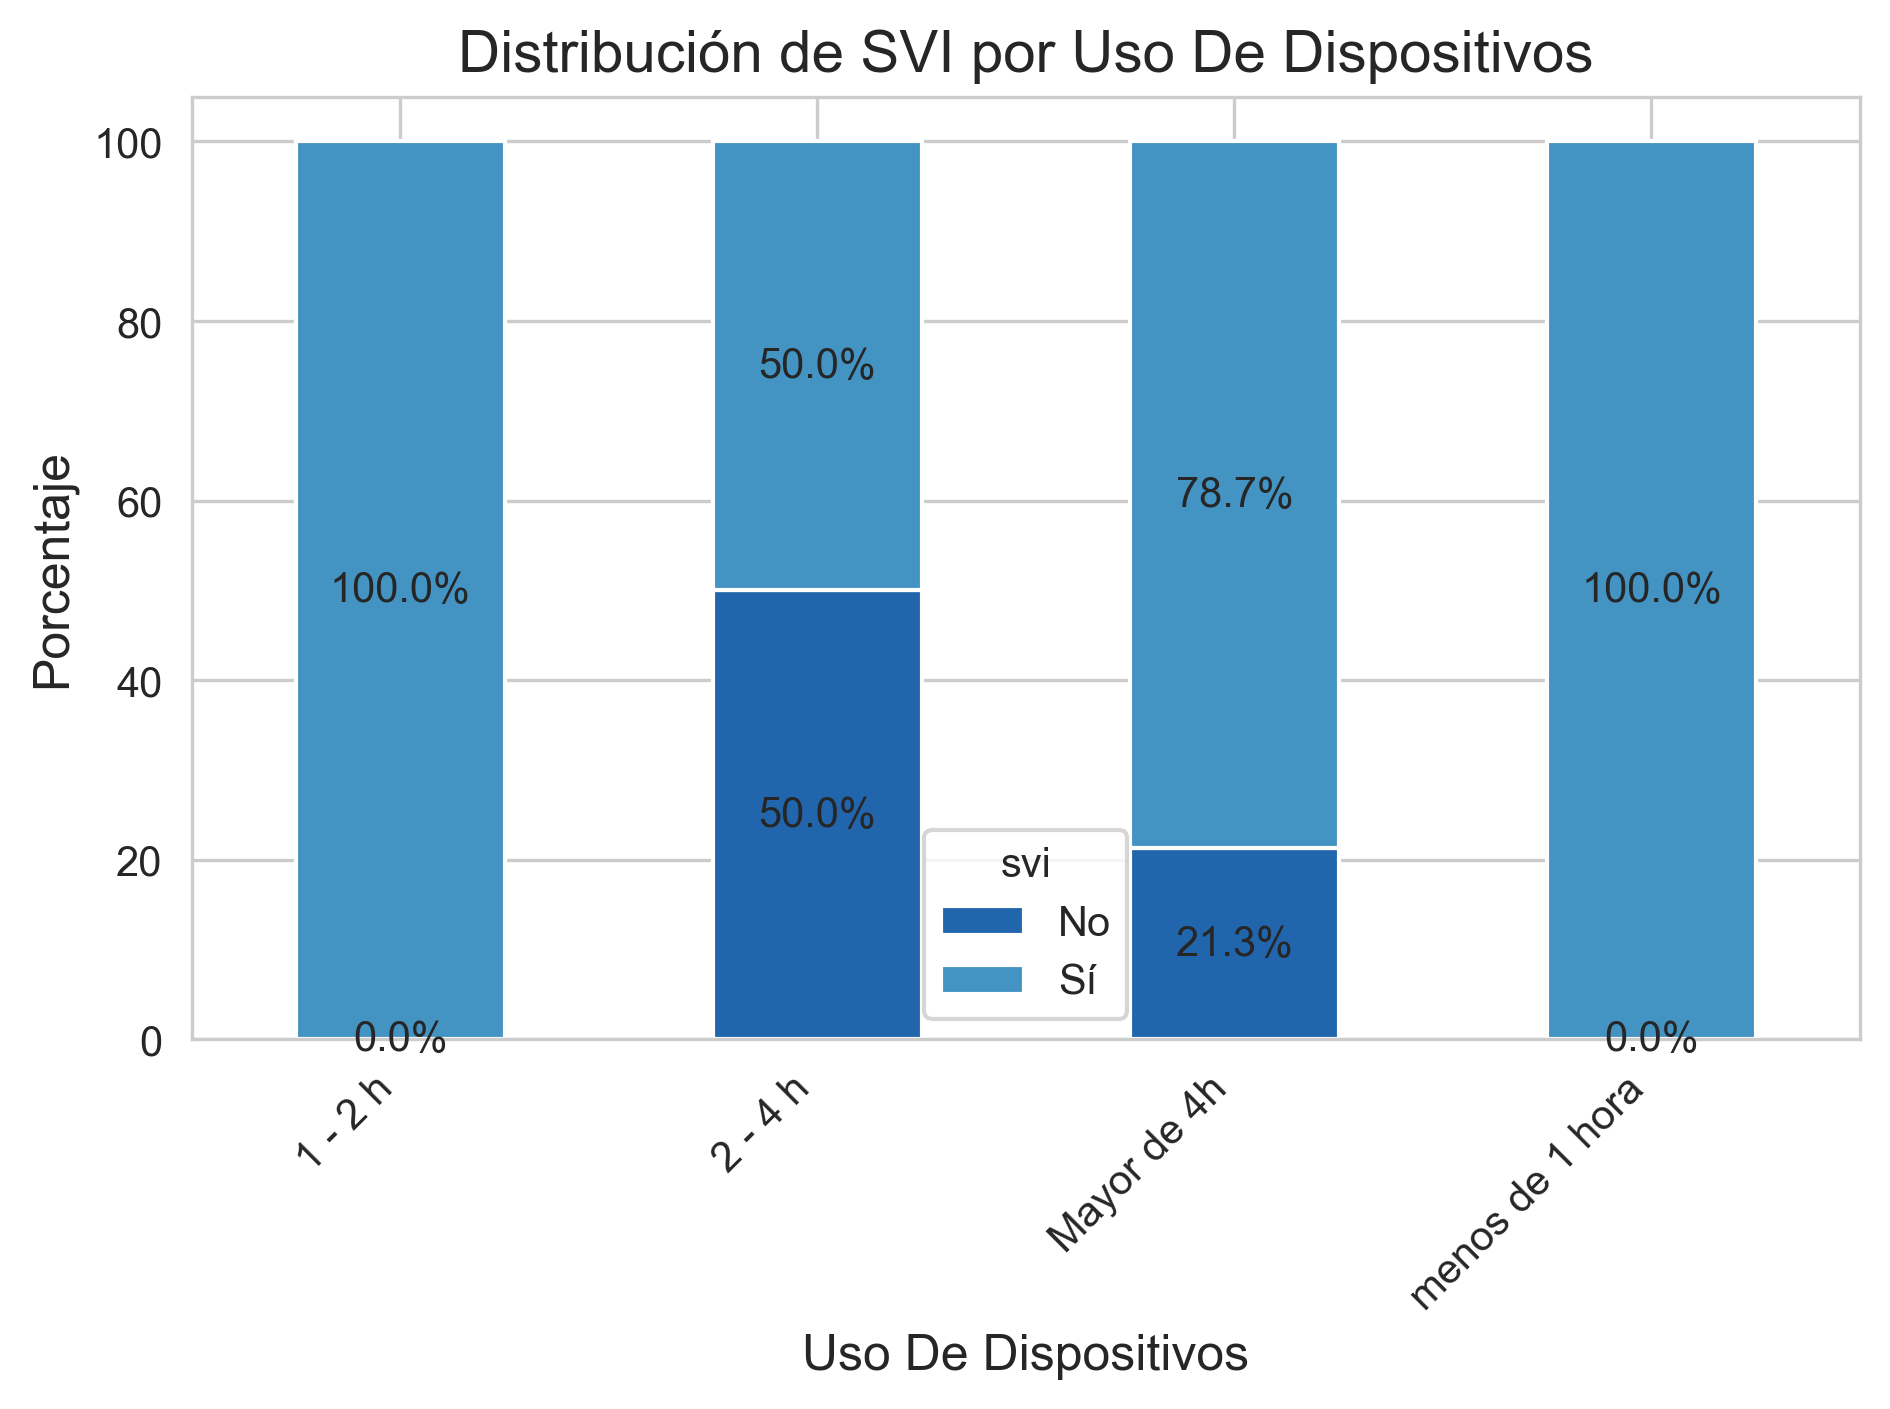 Distribución de SVI por Uso De Dispositivos
Porcentaje
100
80
60
40
20
0
100.0%
0.0%
50.0%
50.0%
78.7%
21.3%
100.0%
0.0%
svi
No
Sí
1 - 2 h
2 - 4 h
Mayor de 4h
menos de 1 hora
Uso De Dispositivos